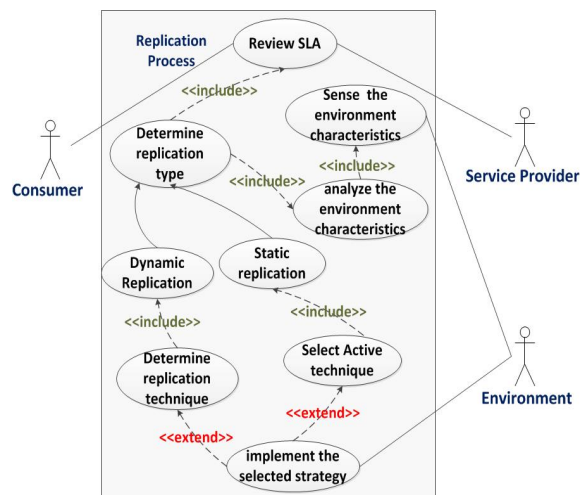 Replication
Process
Review SLA
<<include>>
Sense the
environment
characteristics
Determine
replication
type
<<include>>
<<include>>
Consumer
Service Provider
analyze the
environment
characteristics
Dynamic
Replication
Static
replication
<<include>>
<<include>>
Determine
replication
technique
Select Active
technique
Environment
<<extend>>
<<extend>>
implement the
selected strategy